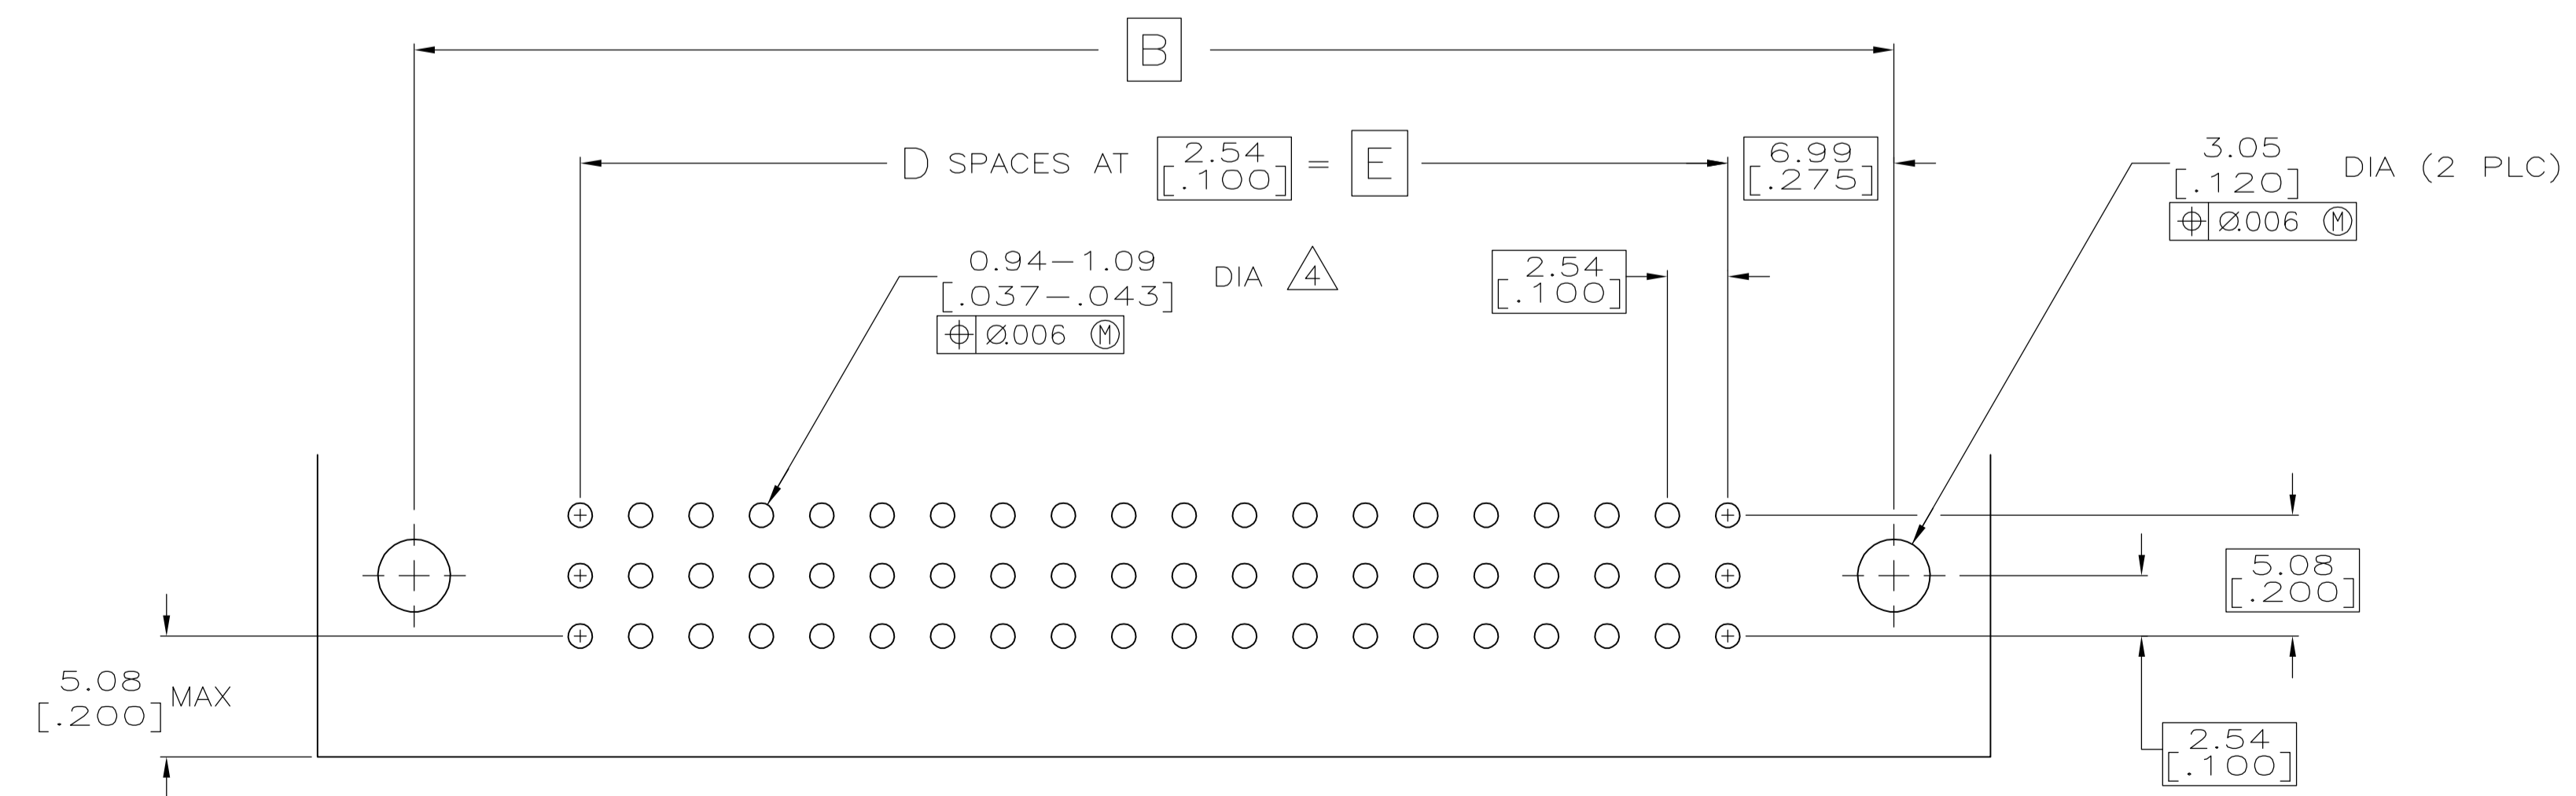 B
D SPACES AT 2.54 [.100] = E
6.99
[.275]
3.05
[.120]
DIA (2 PLC)
⌖ Ø.006 Ⓜ
0.94-1.09
[.037-.043]
DIA 4
⌖ Ø.006 Ⓜ
2.54
[.100]
5.08
[.200]
5.08
[.200]
MAX
2.54
[.100]